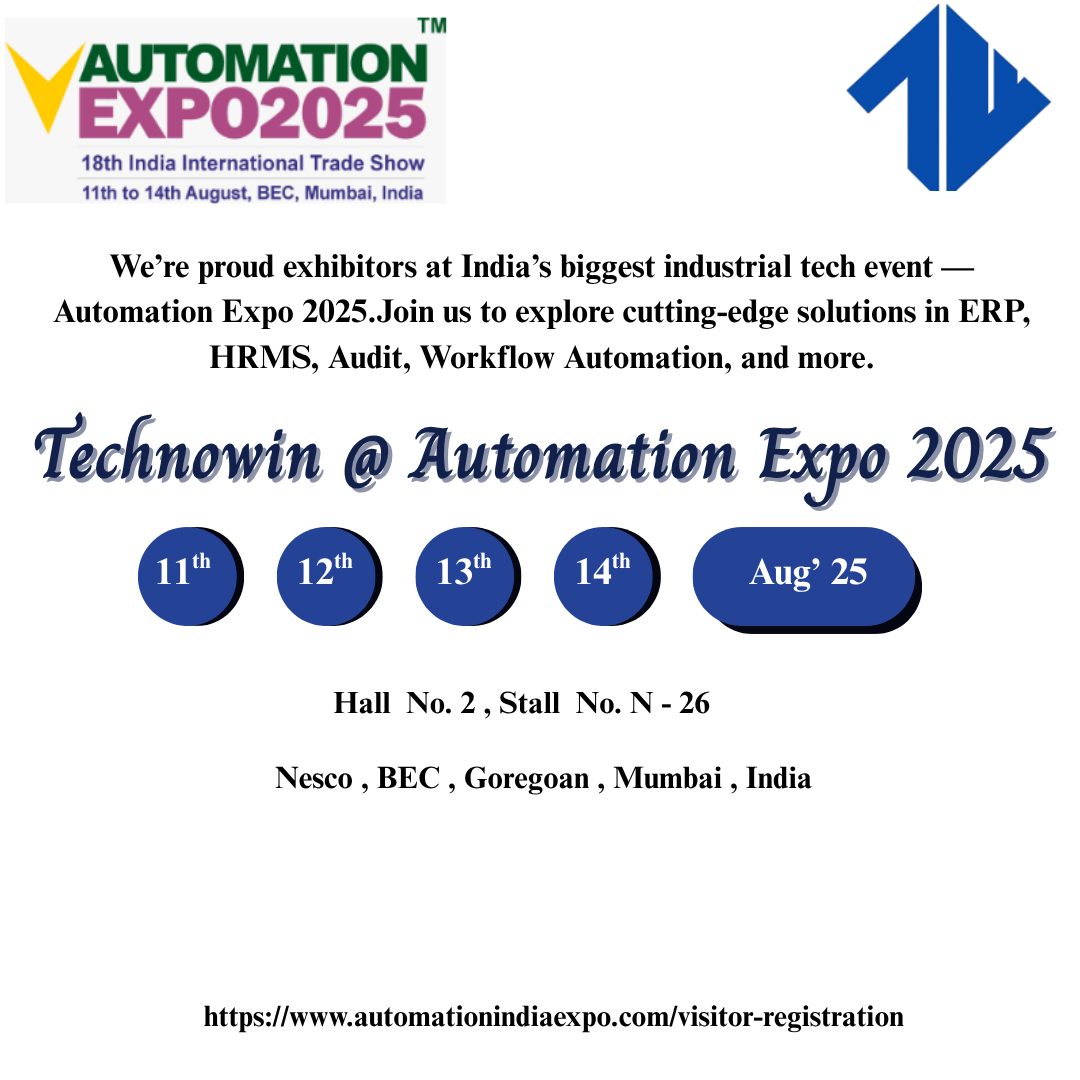 TM
AUTOMATION
EXPO2025
18th India International Trade Show
11th to 14th August, BEC, Mumbai, India
We’re proud exhibitors at India’s biggest industrial tech event —
Automation Expo 2025.Join us to explore cutting-edge solutions in ERP,
HRMS, Audit, Workflow Automation, and more.
Technowin @ Automation Expo 2025
11th 12th 13th 14th Aug’ 25
Hall No. 2 , Stall No. N - 26
Nesco , BEC , Goregoan , Mumbai , India
https://www.automationindiaexpo.com/visitor-registration